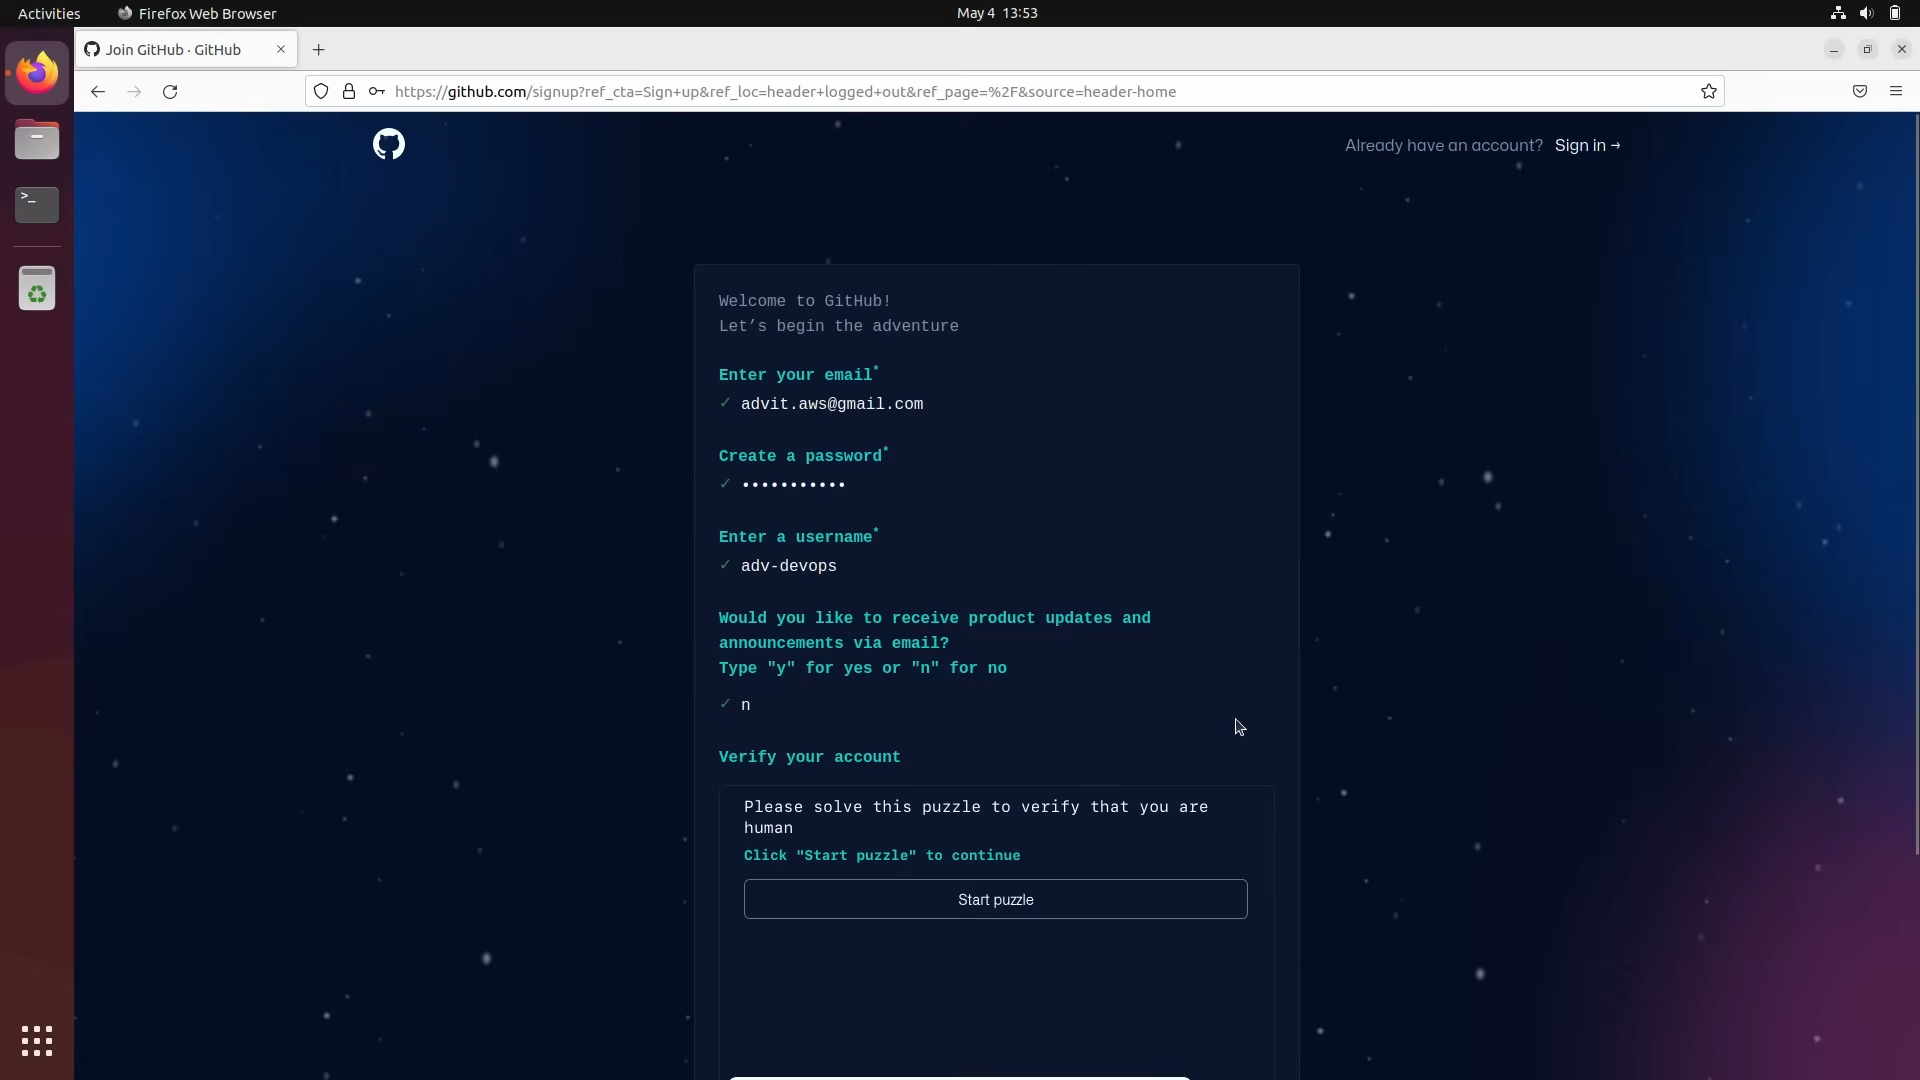 Activities
Firefox Web Browser
May 4 13:53
Join GitHub · GitHub
https://github.com/signup?ref_cta=Sign+up&ref_loc=header+logged+out&ref_page=%2F&source=header-home
Already have an account? Sign in →
Welcome to GitHub!
Let’s begin the adventure
Enter your email*
✓ advit.aws@gmail.com
Create a password*
✓ •••••••••••
Enter a username*
✓ adv-devops
Would you like to receive product updates and
announcements via email?
Type "y" for yes or "n" for no
✓ n
Verify your account
Please solve this puzzle to verify that you are
human
Click "Start puzzle" to continue
Start puzzle